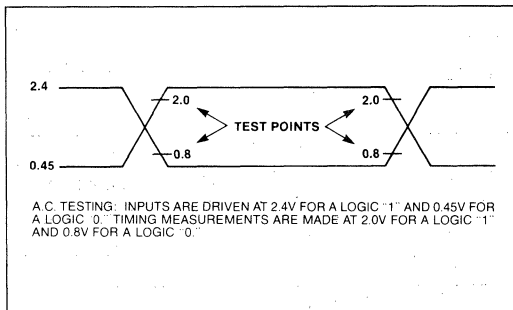 2.4
2.0
2.0
TEST POINTS
0.8
0.8
0.45
A.C. TESTING: INPUTS ARE DRIVEN AT 2.4V FOR A LOGIC "1" AND 0.45V FOR
A LOGIC "0." TIMING MEASUREMENTS ARE MADE AT 2.0V FOR A LOGIC "1"
AND 0.8V FOR A LOGIC "0."